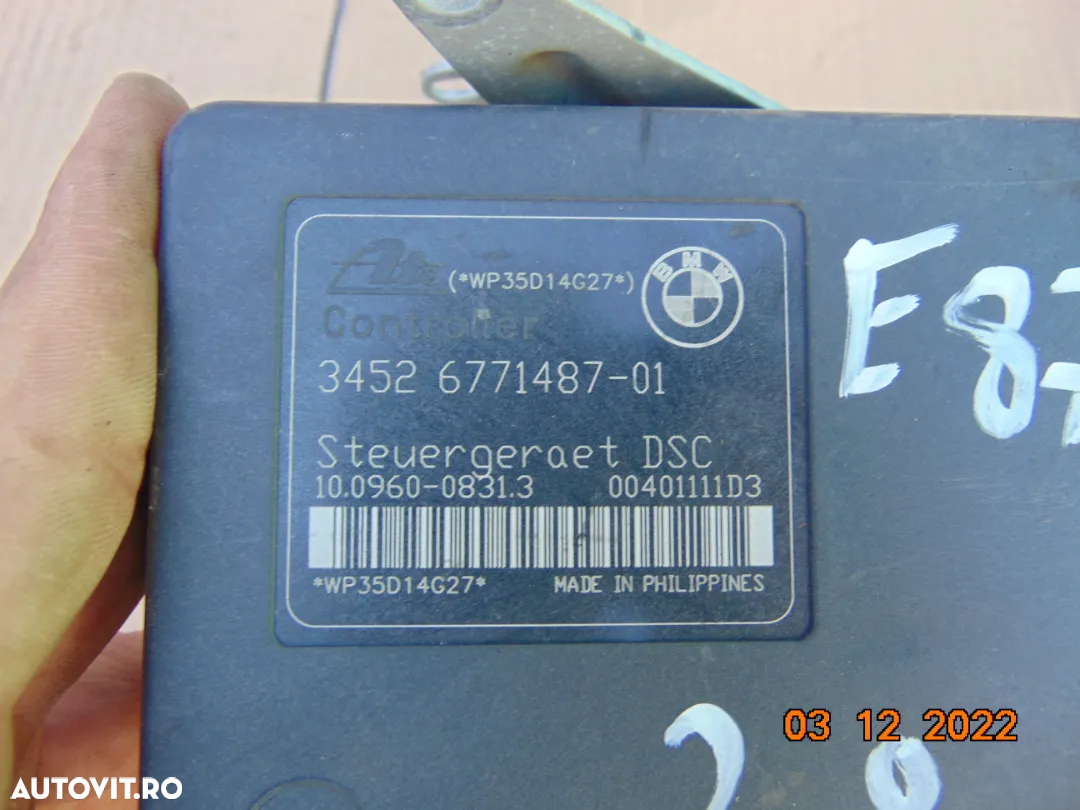 Ate (*WP35D14G27*) BMW
Controller
3452 6771487-01
E87
Steuergeraet DSC
10.0960-0831.3 00401111D3
*WP35D14G27* MADE IN PHILIPPINES
03 12 2022
AUTOVIT.RO